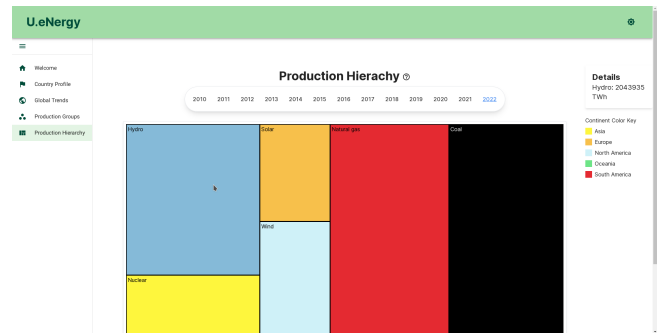 U.eNergy
Welcome
Country Profile
Global Trends
Production Groups
Production Hierarchy
Production Hierachy
2010 2011 2012 2013 2014 2015 2016 2017 2018 2019 2020 2021 2022
Hydro
Solar
Natural gas
Coal
Wind
Nuclear
Details
Hydro: 2043935
TWh
Continent Color Key
Asia
Europe
North America
Oceania
South America